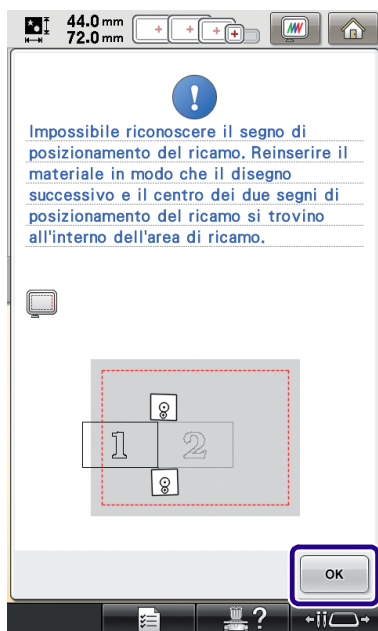 44.0 mm
72.0 mm
Impossibile riconoscere il segno di
posizionamento del ricamo. Reinserire il
materiale in modo che il disegno
successivo e il centro dei due segni di
posizionamento del ricamo si trovino
all'interno dell'area di ricamo.
1 2
OK
?